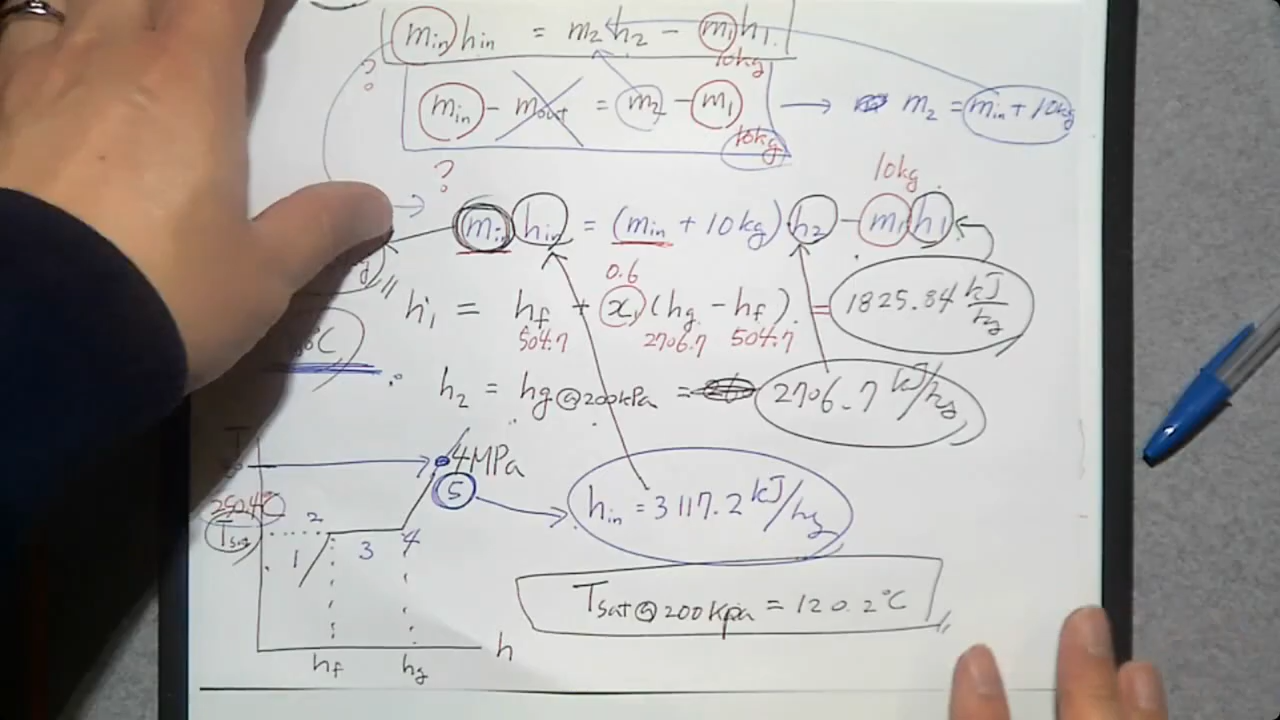 min hin = m2 h2 - m1 h1
10kg
?
min - mout = m2 - m1 → m2 = min + 10kg
10kg
?
10kg
min hin = (min + 10kg) h2 - m1 h1
0.6
h1 = hf + x1 (hg - hf) = 1825.84 kJ/kg
504.7 2706.7 504.7
°C
h2 = hg@200kPa = 2706.7 kJ/kg
T
4MPa
5
250.4°C
hin = 3117.2 kJ/kg
Tsat
2
1 3 4
Tsat@200kpa = 120.2°C
h
hf hg